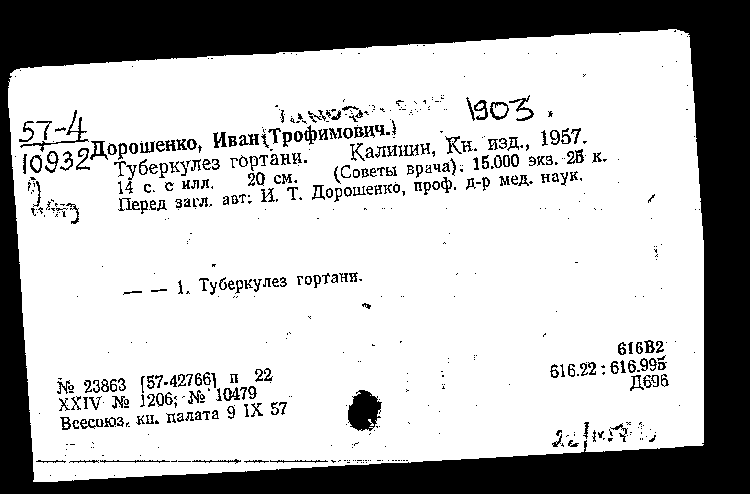 1903.
57-4
10932
Дорошенко, Иван (Трофимович.)
Туберкулез гортани. Калинин, Кн. изд., 1957.
14 с. с илл. 20 см. (Советы врача). 15.000 экз. 25 к.
Перед загл. авт: И. Т. Дорошенко, проф. д-р мед. наук.
— — 1. Туберкулез гортани.
616В2
616.22 : 616.995
Д696
№ 23863 [57-42766] п 22
XXIV № 1206; № 10479
Всесоюз. кн. палата 9 IX 57